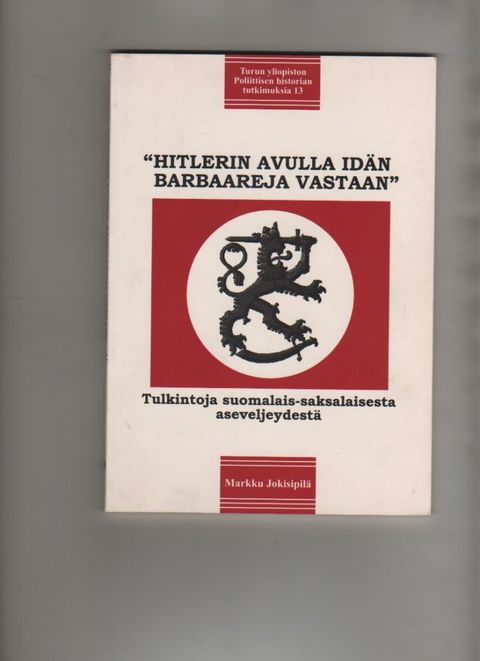 Turun yliopiston
Poliittisen historian
tutkimuksia 13
“HITLERIN AVULLA IDÄN
BARBAAREJA VASTAAN”
Tulkintoja suomalais-saksalaisesta
aseveljeydestä
Markku Jokisipilä